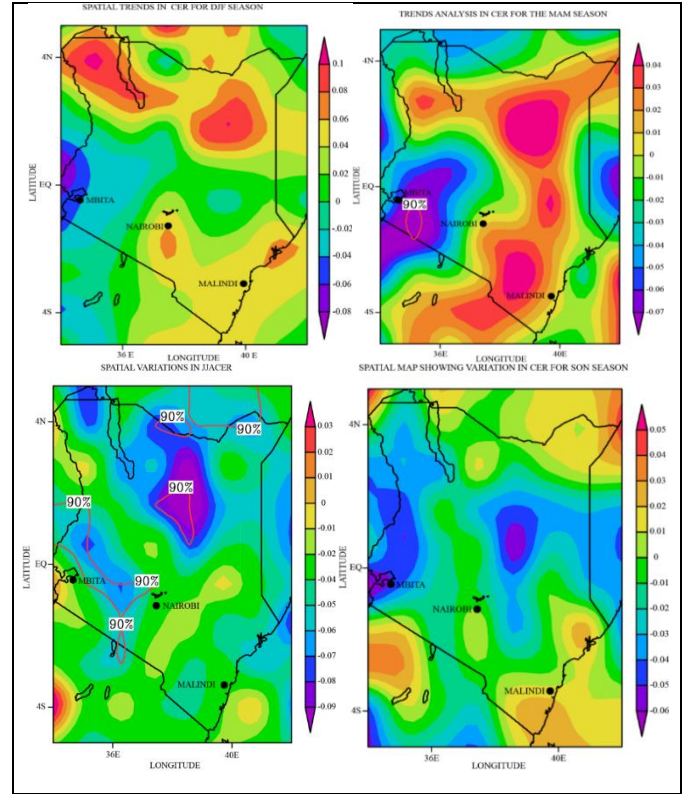 SPATIAL TRENDS IN CER FOR DJF SEASON
4N
EQ
4S
LATITUDE
MBITA
NAIROBI
MALINDI
36E
40 E
LONGITUDE
0.1
0.08
0.06
0.04
0.02
0
-0.02
-0.04
-0.06
-0.08
TRENDS ANALYSIS IN CER FOR THE MAM SEASON
4N
EQ
4S
LATITUDE
MBITA
90%
NAIROBI
MALINDI
36E
40E
LONGITUDE
0.04
0.03
0.02
0.01
0
-0.01
-0.02
-0.03
-0.04
-0.05
-0.06
-0.07
SPATIAL VARIATIONS IN JJACER
4N
EQ
4S
LATITUDE
90%
90%
90%
90%
MBITA
90%
NAIROBI
90%
MALINDI
36E
40E
LONGITUDE
0.03
0.02
0.01
0
-0.01
-0.02
-0.03
-0.04
-0.05
-0.06
-0.07
-0.08
-0.09
SPATIAL MAP SHOWING VARIATION IN CER FOR SON SEASON
4N
EQ
4S
LATITUDE
MBITA
NAIROBI
MALINDI
36E
40E
LONGITUDE
0.05
0.04
0.03
0.02
0.01
0
-0.01
-0.02
-0.03
-0.04
-0.05
-0.06